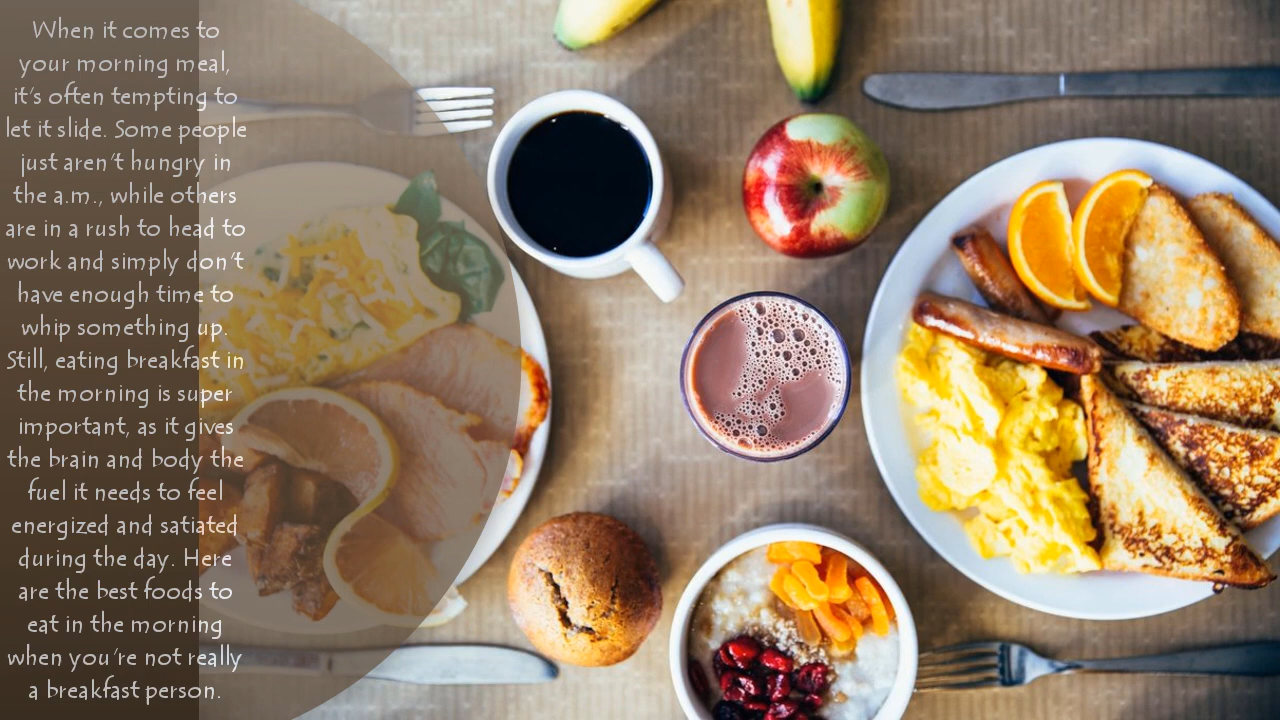 When it comes to
your morning meal,
it's often tempting to
let it slide. Some people
just aren't hungry in
the a.m., while others
are in a rush to head to
work and simply don't
have enough time to
whip something up.
Still, eating breakfast in
the morning is super
important, as it gives
the brain and body the
fuel it needs to feel
energized and satiated
during the day. Here
are the best foods to
eat in the morning
when you're not really
a breakfast person.